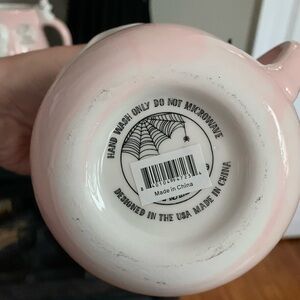 HAND WASH ONLY DO NOT MICROWAVE
Made in China
DESIGNED IN THE USA MADE IN CHINA